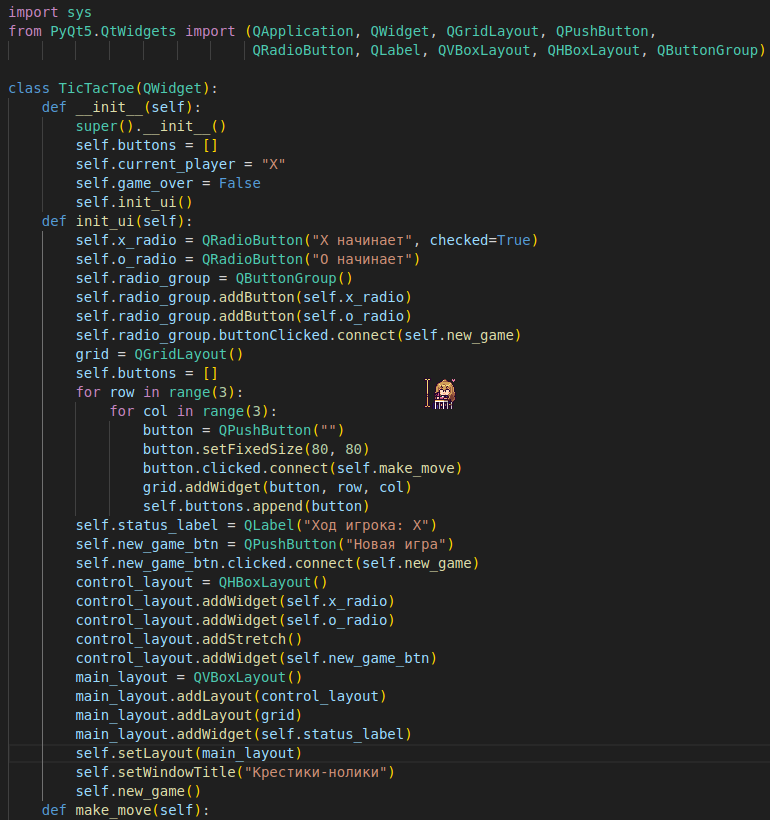 import sys
from PyQt5.QtWidgets import (QApplication, QWidget, QGridLayout, QPushButton,
                             QRadioButton, QLabel, QVBoxLayout, QHBoxLayout, QButtonGroup)

class TicTacToe(QWidget):
    def __init__(self):
        super().__init__()
        self.buttons = []
        self.current_player = "X"
        self.game_over = False
        self.init_ui()
    def init_ui(self):
        self.x_radio = QRadioButton("X начинает", checked=True)
        self.o_radio = QRadioButton("O начинает")
        self.radio_group = QButtonGroup()
        self.radio_group.addButton(self.x_radio)
        self.radio_group.addButton(self.o_radio)
        self.radio_group.buttonClicked.connect(self.new_game)
        grid = QGridLayout()
        self.buttons = []
        for row in range(3):
            for col in range(3):
                button = QPushButton("")
                button.setFixedSize(80, 80)
                button.clicked.connect(self.make_move)
                grid.addWidget(button, row, col)
                self.buttons.append(button)
        self.status_label = QLabel("Ход игрока: X")
        self.new_game_btn = QPushButton("Новая игра")
        self.new_game_btn.clicked.connect(self.new_game)
        control_layout = QHBoxLayout()
        control_layout.addWidget(self.x_radio)
        control_layout.addWidget(self.o_radio)
        control_layout.addStretch()
        control_layout.addWidget(self.new_game_btn)
        main_layout = QVBoxLayout()
        main_layout.addLayout(control_layout)
        main_layout.addLayout(grid)
        main_layout.addWidget(self.status_label)
        self.setLayout(main_layout)
        self.setWindowTitle("Крестики-нолики")
        self.new_game()
    def make_move(self):